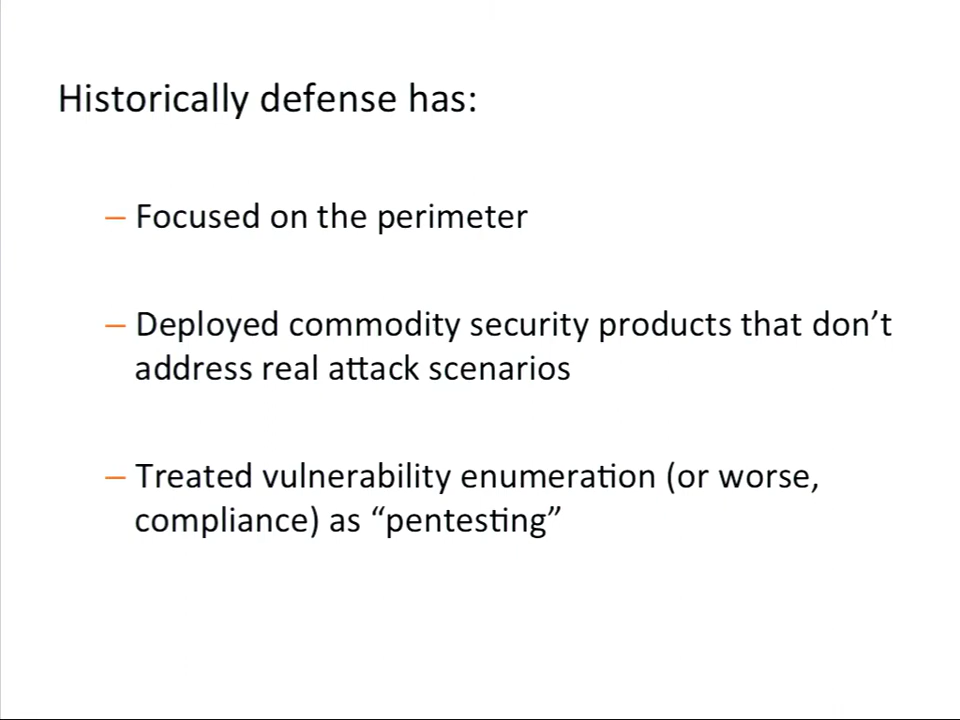 Historically defense has:
– Focused on the perimeter
– Deployed commodity security products that don’t
address real attack scenarios
– Treated vulnerability enumeration (or worse,
compliance) as “pentesting”